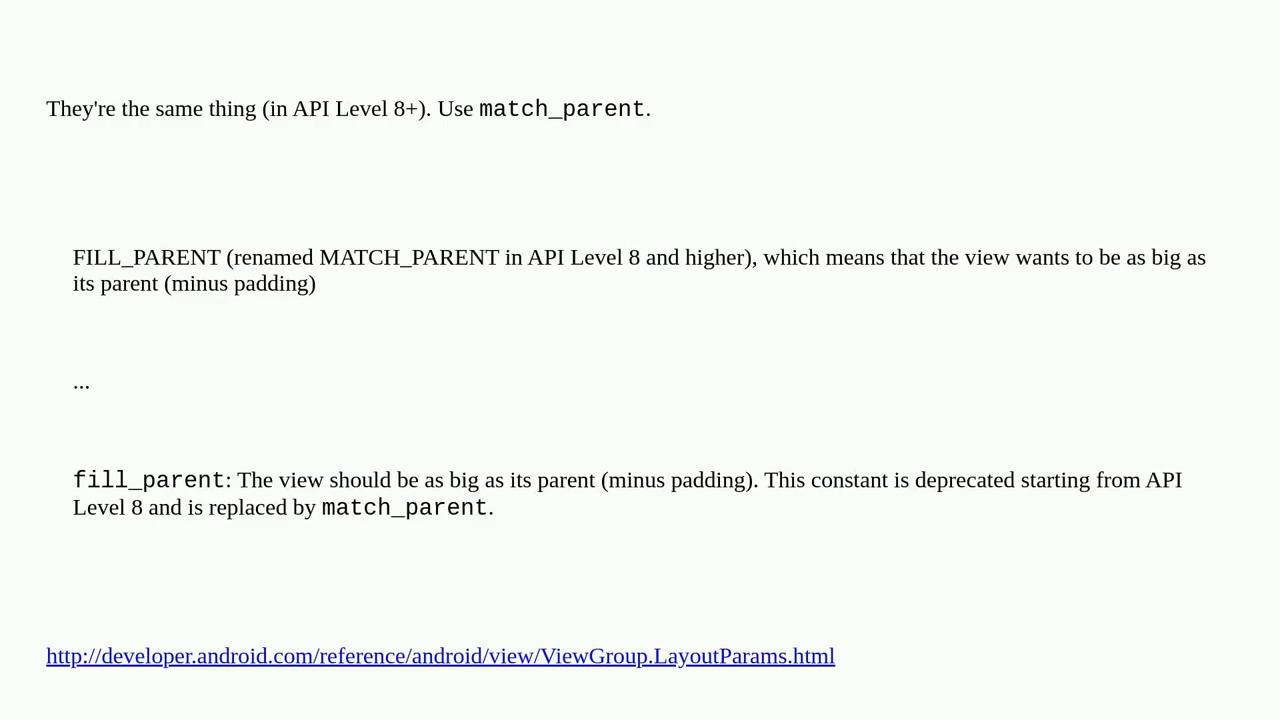 They're the same thing (in API Level 8+). Use match_parent.
FILL_PARENT (renamed MATCH_PARENT in API Level 8 and higher), which means that the view wants to be as big as
its parent (minus padding)
...
fill_parent: The view should be as big as its parent (minus padding). This constant is deprecated starting from API
Level 8 and is replaced by match_parent.
http://developer.android.com/reference/android/view/ViewGroup.LayoutParams.html